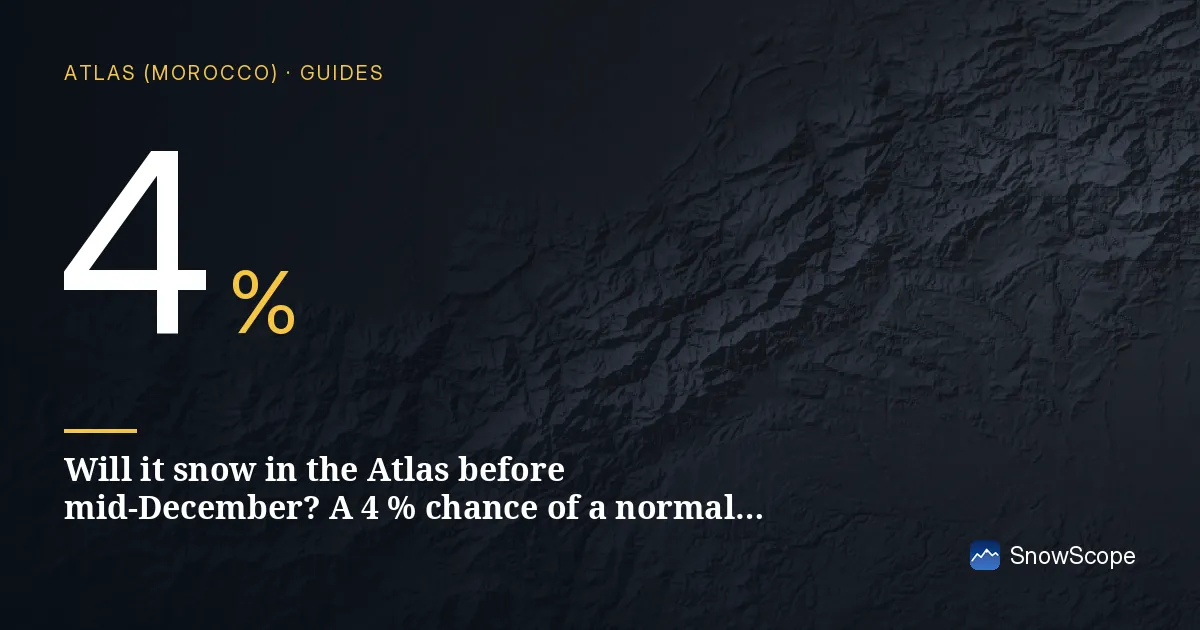 ATLAS (MOROCCO) · GUIDES
4 %
Will it snow in the Atlas before
mid-December? A 4 % chance of a normal...
SnowScope